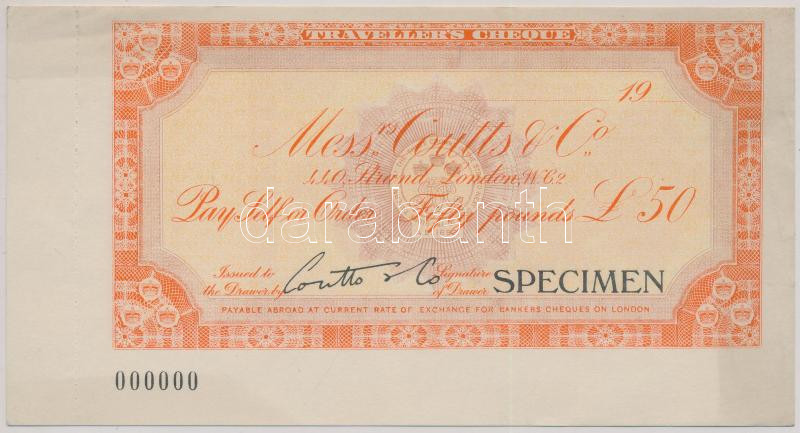 TRAVELLER'S CHEQUE
19
Mess.rs Coutts & Co.,
440, Strand, London, W.C.2
Pay Self or Order Fifty pounds £50
darabanth
Issued to the Drawer by Coutts & Co Signature of Drawer SPECIMEN
PAYABLE ABROAD AT CURRENT RATE OF EXCHANGE FOR BANKERS CHEQUES ON LONDON
000000